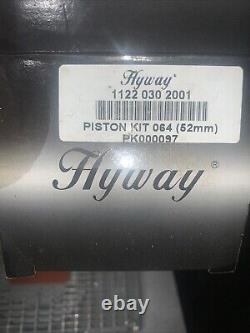 Hyway®
1122 030 2001
PISTON KIT 064 (52mm)
PK000097
Hyway®